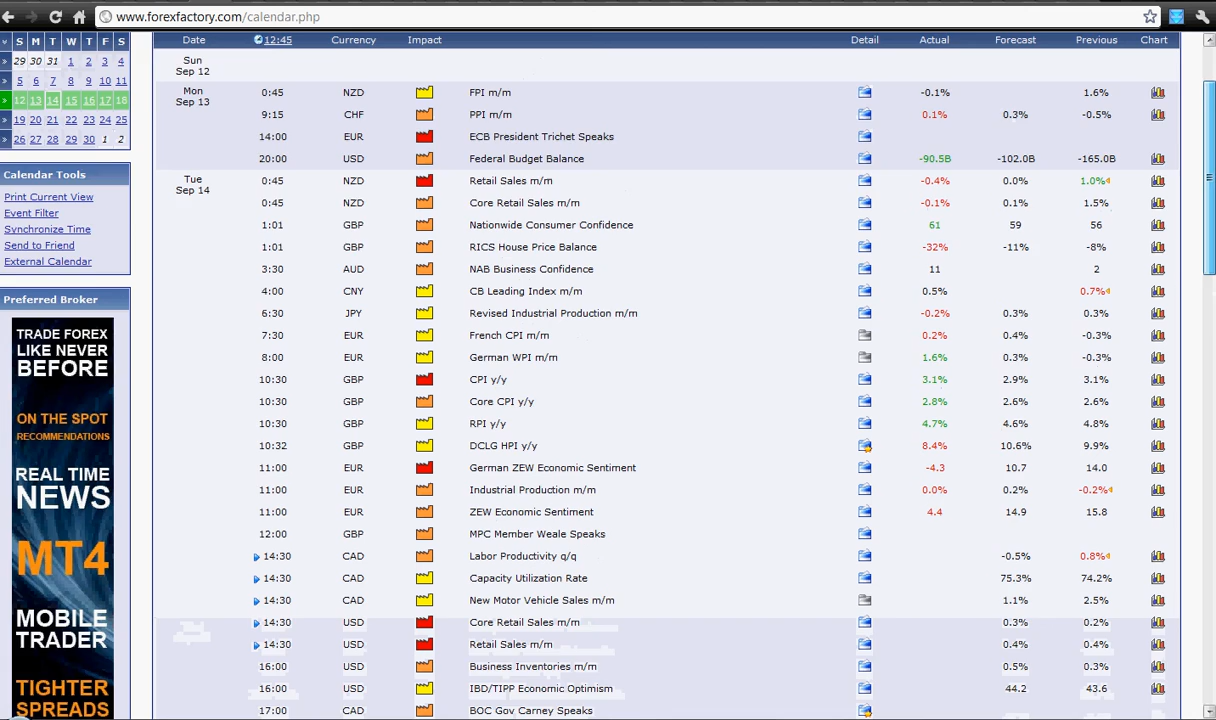 www.forexfactory.com/calendar.php
S M T W T F S
29 30 31 1 2 3 4
5 6 7 8 9 10 11
12 13 14 15 16 17 18
19 20 21 22 23 24 25
26 27 28 29 30 1 2
Calendar Tools
Print Current View
Event Filter
Synchronize Time
Send to Friend
External Calendar
Preferred Broker
TRADE FOREX
LIKE NEVER
BEFORE
ON THE SPOT
RECOMMENDATIONS
REAL TIME
NEWS
MT4
MOBILE
TRADER
TIGHTER
SPREADS
Date 12:45 Currency Impact Detail Actual Forecast Previous Chart
Sun
Sep 12
Mon
Sep 13
0:45 NZD FPI m/m -0.1% 1.6%
9:15 CHF PPI m/m 0.1% 0.3% -0.5%
14:00 EUR ECB President Trichet Speaks
20:00 USD Federal Budget Balance -90.5B -102.0B -165.0B
Tue
Sep 14
0:45 NZD Retail Sales m/m -0.4% 0.0% 1.0%
0:45 NZD Core Retail Sales m/m -0.1% 0.1% 1.5%
1:01 GBP Nationwide Consumer Confidence 61 59 56
1:01 GBP RICS House Price Balance -32% -11% -8%
3:30 AUD NAB Business Confidence 11 2
4:00 CNY CB Leading Index m/m 0.5% 0.7%
6:30 JPY Revised Industrial Production m/m -0.2% 0.3% 0.3%
7:30 EUR French CPI m/m 0.2% 0.4% -0.3%
8:00 EUR German WPI m/m 1.6% 0.3% -0.3%
10:30 GBP CPI y/y 3.1% 2.9% 3.1%
10:30 GBP Core CPI y/y 2.8% 2.6% 2.6%
10:30 GBP RPI y/y 4.7% 4.6% 4.8%
10:32 GBP DCLG HPI y/y 8.4% 10.6% 9.9%
11:00 EUR German ZEW Economic Sentiment -4.3 10.7 14.0
11:00 EUR Industrial Production m/m 0.0% 0.2% -0.2%
11:00 EUR ZEW Economic Sentiment 4.4 14.9 15.8
12:00 GBP MPC Member Weale Speaks
14:30 CAD Labor Productivity q/q -0.5% 0.8%
14:30 CAD Capacity Utilization Rate 75.3% 74.2%
14:30 CAD New Motor Vehicle Sales m/m 1.1% 2.5%
14:30 USD Core Retail Sales m/m 0.3% 0.2%
14:30 USD Retail Sales m/m 0.4% 0.4%
16:00 USD Business Inventories m/m 0.5% 0.3%
16:00 USD IBD/TIPP Economic Optimism 44.2 43.6
17:00 CAD BOC Gov Carney Speaks